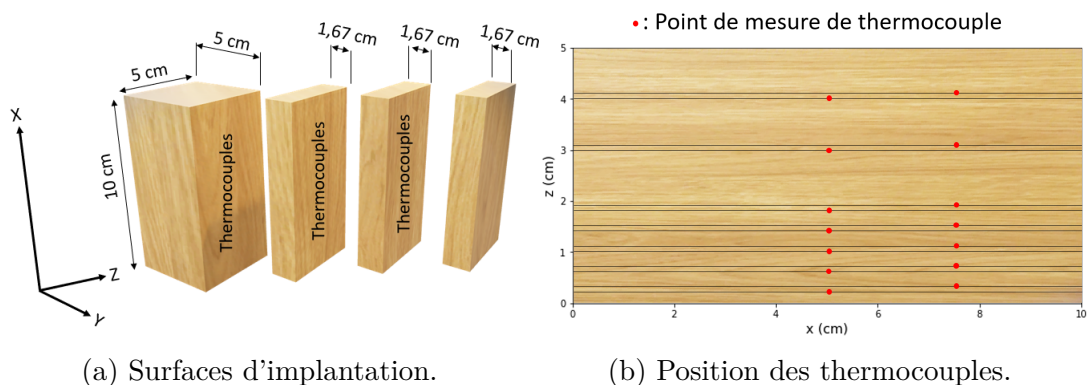 5 cm
5 cm
10 cm
1,67 cm
1,67 cm
1,67 cm
X
Z
Y
Thermocouples
Thermocouples
Thermocouples
•: Point de mesure de thermocouple
5
4
3
2
1
0
z (cm)
0 2 4 6 8 10
x (cm)
(a) Surfaces d'implantation.
(b) Position des thermocouples.